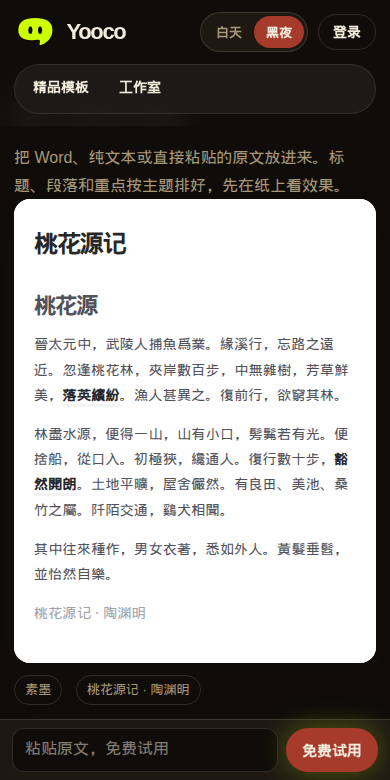 Yooco
白天
黑夜
登录
精品模板
工作室
把 Word、纯文本或直接粘贴的原文放进来。标
题、段落和重点按主题排好，先在纸上看效果。
桃花源记
桃花源
晉太元中，武陵人捕魚爲業。緣溪行，忘路之遠
近。忽逢桃花林，夾岸數百步，中無雜樹，芳草鮮
美，落英繽紛。漁人甚異之。復前行，欲窮其林。
林盡水源，便得一山，山有小口，髣髴若有光。便
捨船，從口入。初極狹，纔通人。復行數十步，豁
然開朗。土地平曠，屋舍儼然。有良田、美池、桑
竹之屬。阡陌交通，鷄犬相聞。
其中往來種作，男女衣著，悉如外人。黃髮垂髫，
並怡然自樂。
桃花源记 · 陶渊明
素墨
桃花源记 · 陶渊明
粘贴原文，免费试用
免费试用